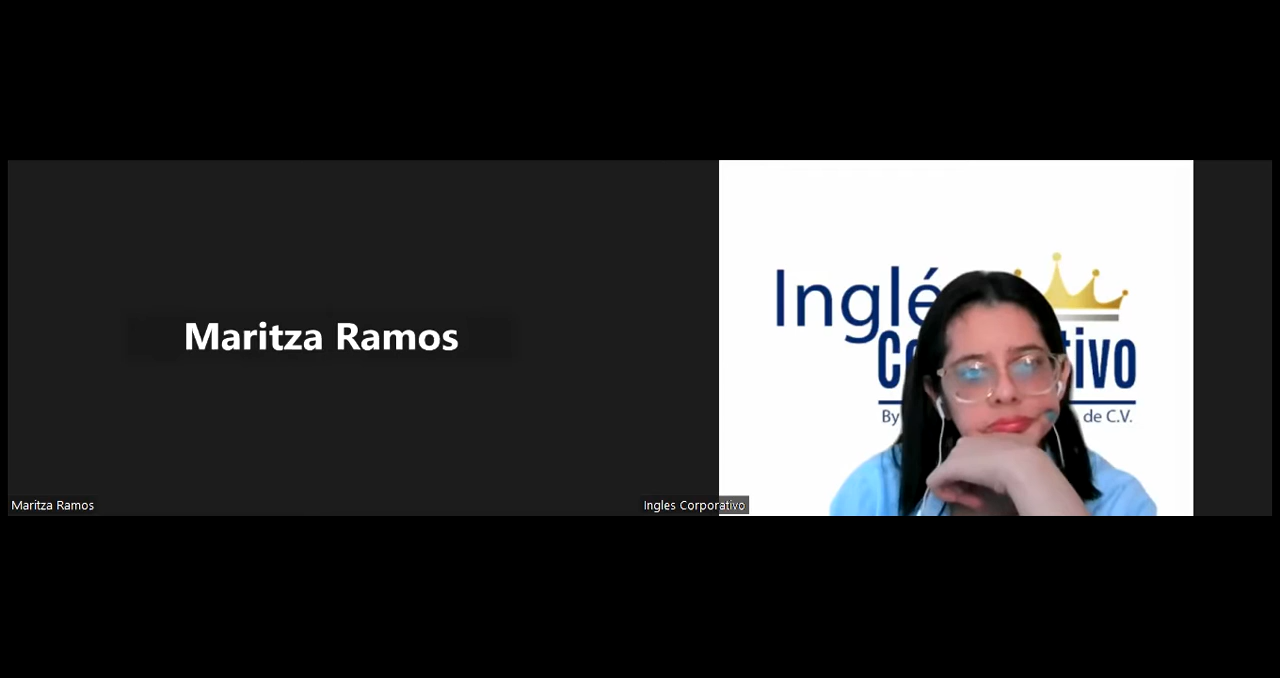 Maritza Ramos
Maritza Ramos
Inglé
tivo
By
de C.V.
Ingles Corporativo